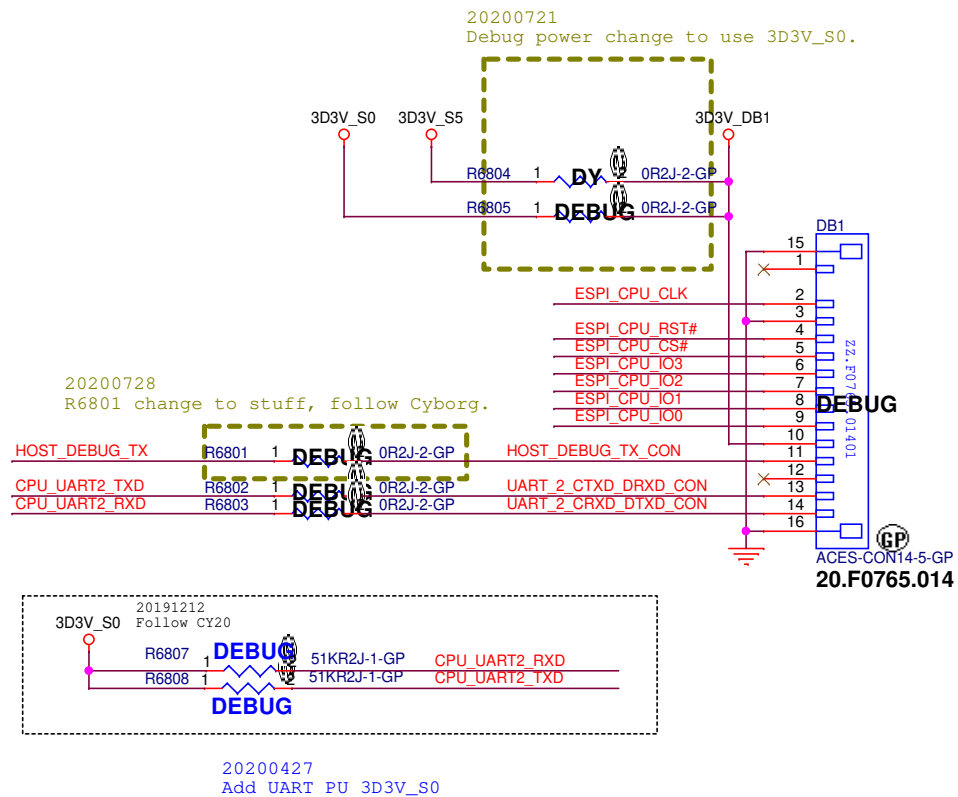 20200721
Debug power change to use 3D3V_S0.
3D3V_S0 3D3V_S5 3D3V_DB1
R6804 1 DY 2 0R2J-2-GP
R6805 1 DEBUG 0R2J-2-GP
DB1
15
1
ESPI_CPU_CLK 2
3
ESPI_CPU_RST# 4
ESPI_CPU_CS# 5
ESPI_CPU_IO3 6
ESPI_CPU_IO2 7
ESPI_CPU_IO1 8 DEBUG
ESPI_CPU_IO0 9
10
20200728
R6801 change to stuff, follow Cyborg.
HOST_DEBUG_TX R6801 1 DEBUG 0R2J-2-GP HOST_DEBUG_TX_CON 11
12
CPU_UART2_TXD R6802 1 DEBUG 0R2J-2-GP UART_2_CTXD_DRXD_CON 13
CPU_UART2_RXD R6803 1 DEBUG 0R2J-2-GP UART_2_CRXD_DTXD_CON 14
16
GP
ACES-CON14-5-GP
20.F0765.014
20191212
Follow CY20
3D3V_S0
R6807 1 DEBUG 51KR2J-1-GP CPU_UART2_RXD
R6808 1 2 51KR2J-1-GP CPU_UART2_TXD
DEBUG
20200427
Add UART PU 3D3V_S0